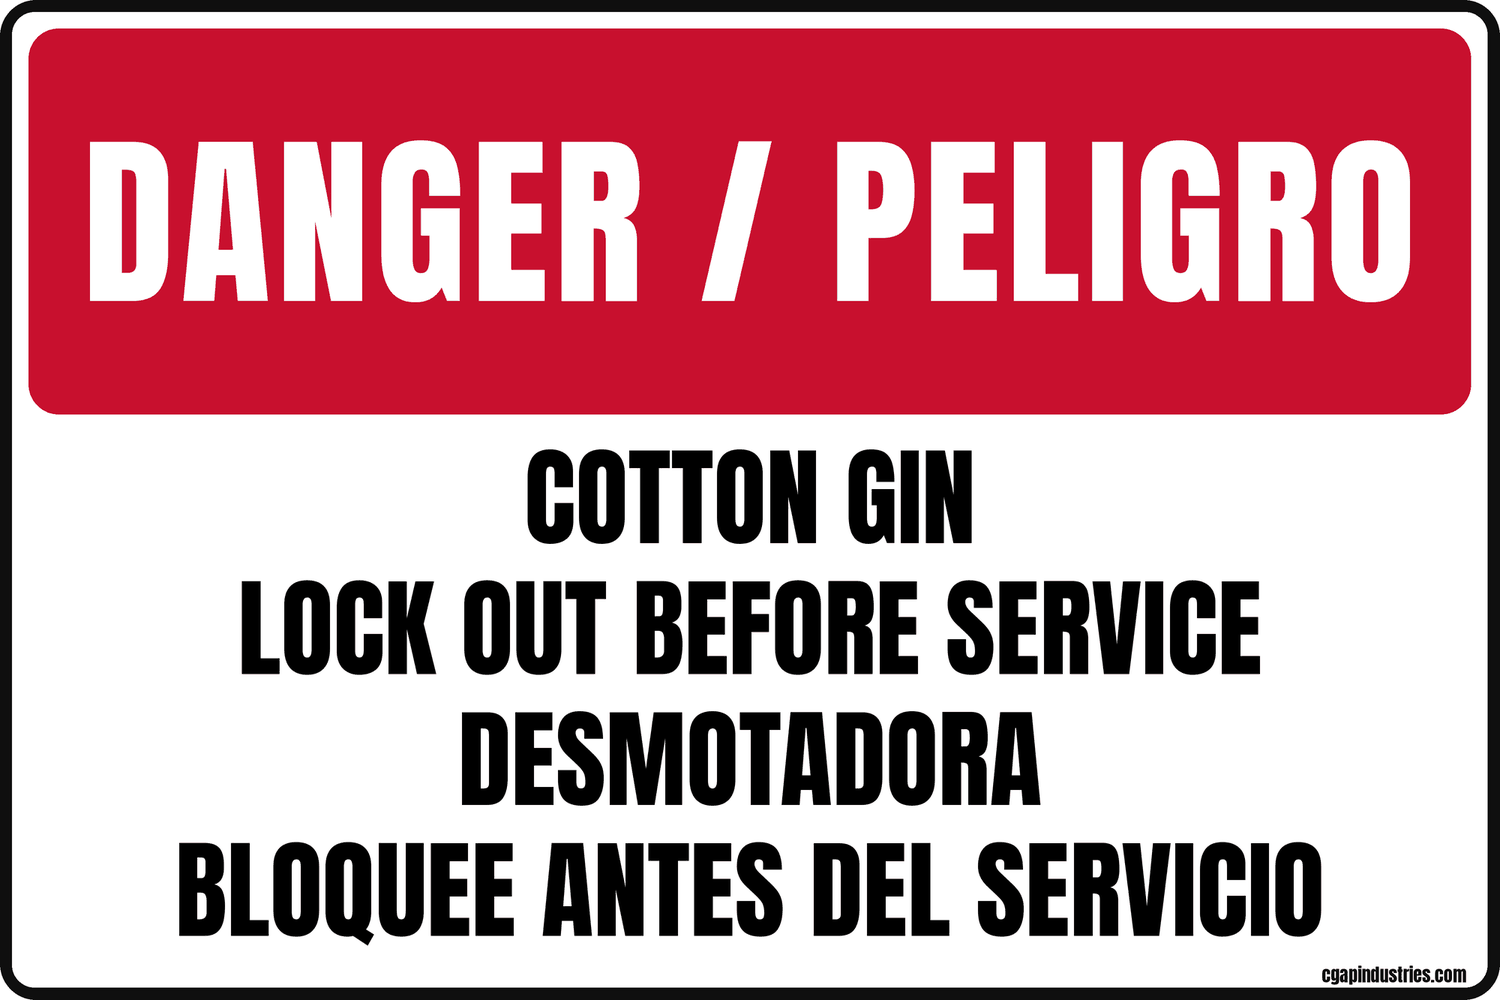 DANGER / PELIGRO
COTTON GIN
LOCK OUT BEFORE SERVICE
DESMOTADORA
BLOQUEE ANTES DEL SERVICIO
cgapindustries.com